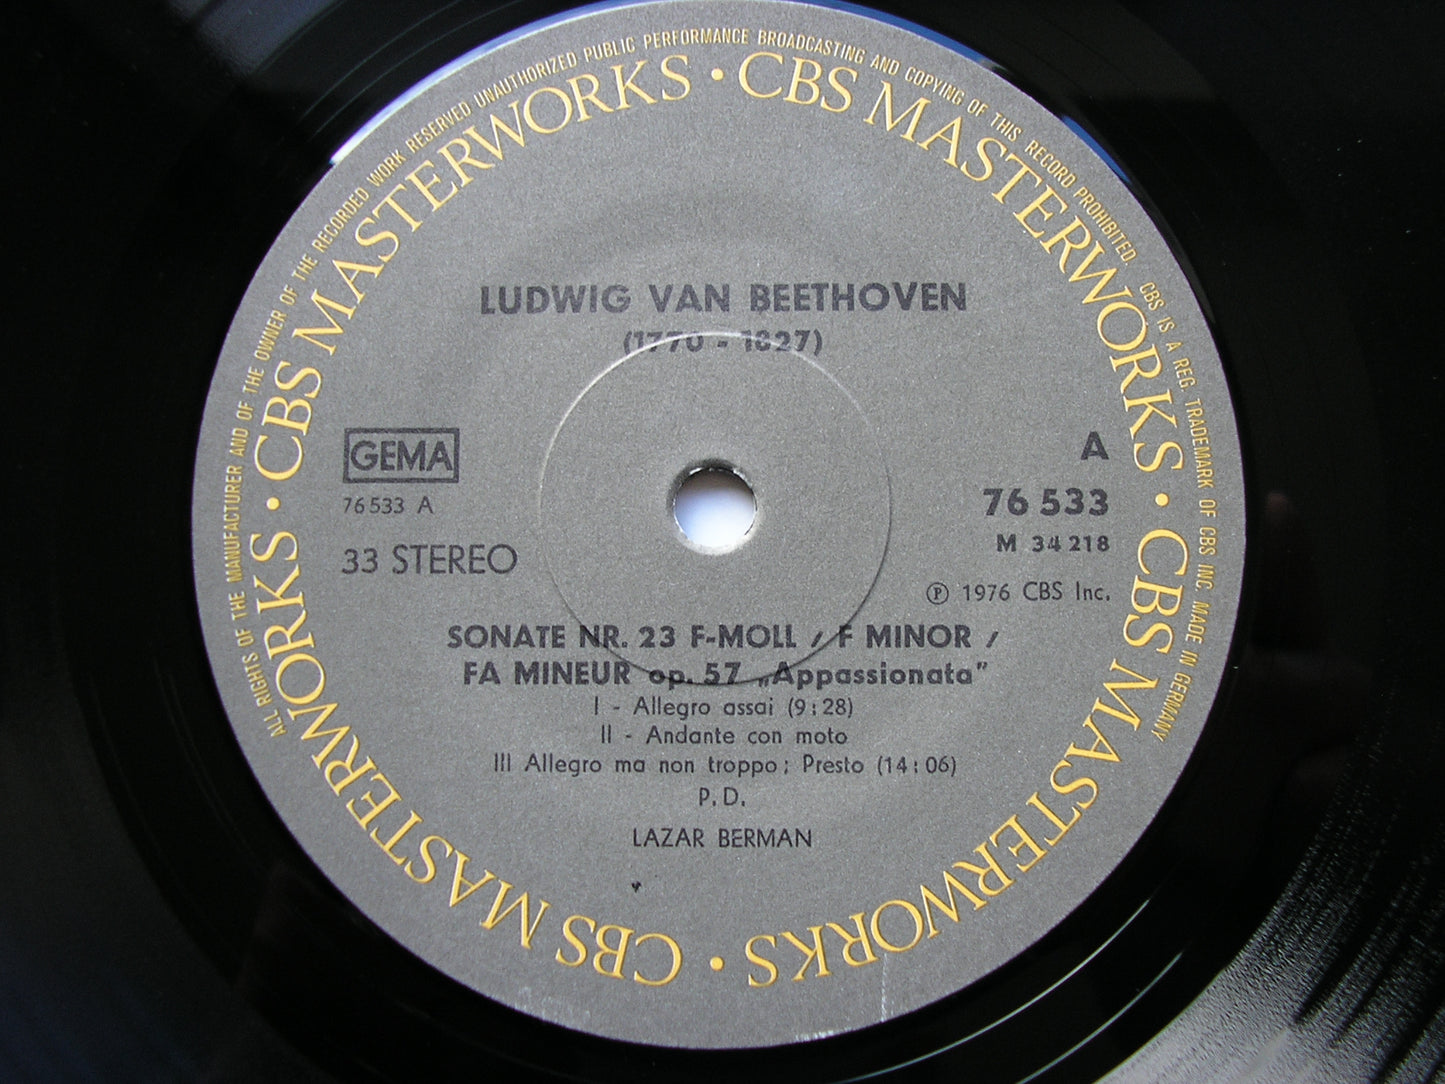 ALL RIGHTS OF THE MANUFACTURER AND OF THE OWNER OF THE RECORDED WORK RESERVED UNAUTHORIZED PUBLIC PERFORMANCE BROADCASTING AND COPYING OF THIS RECORD PROHIBITED. CBS IS A REG. TRADEMARK OF CBS INC. MADE IN GERMANY
CBS MASTERWORKS · CBS MASTERWORKS · CBS MASTERWORKS · CBS MASTERWORKS ·
LUDWIG VAN BEETHOVEN
(1770 - 1827)
GEMA
76 533 A
33 STEREO
A
76 533
M 34 218
℗ 1976 CBS Inc.
SONATE NR. 23 F-MOLL / F MINOR /
FA MINEUR op. 57 „Appassionata”
I - Allegro assai (9:28)
II - Andante con moto
III Allegro ma non troppo; Presto (14:06)
P.D.
LAZAR BERMAN